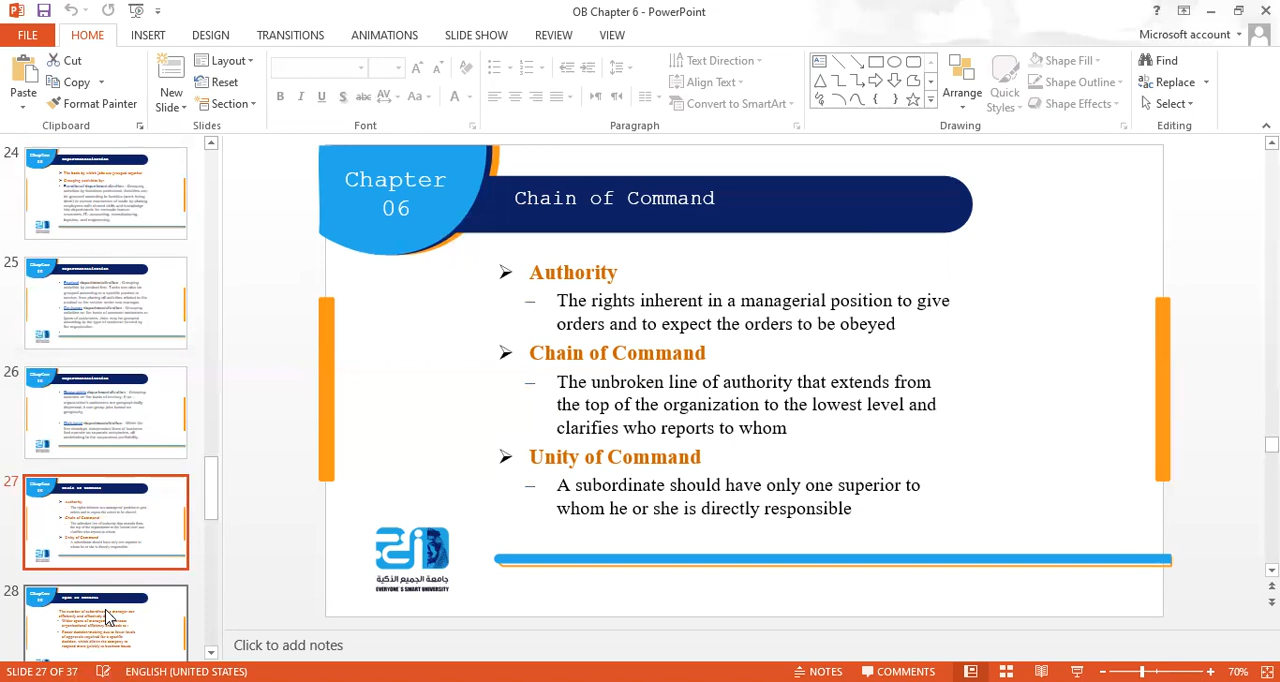 OB Chapter 6 - PowerPoint
FILE HOME INSERT DESIGN TRANSITIONS ANIMATIONS SLIDE SHOW REVIEW VIEW Microsoft account
Paste
Cut
Copy
Format Painter
New Slide
Layout
Reset
Section
Text Direction
Align Text
Convert to SmartArt
Arrange
Quick Styles
Shape Fill
Shape Outline
Shape Effects
Find
Replace
Select
Clipboard Slides Font Paragraph Drawing Editing
24
25
26
27
28
Chapter
06
Chain of Command
Authority
– The rights inherent in a managerial position to give
orders and to expect the orders to be obeyed
Chain of Command
– The unbroken line of authority that extends from
the top of the organization to the lowest level and
clarifies who reports to whom
Unity of Command
– A subordinate should have only one superior to
whom he or she is directly responsible
جامعة الجميع الذكية
EVERYONE'S SMART UNIVERSITY
Click to add notes
SLIDE 27 OF 37 ENGLISH (UNITED STATES) NOTES COMMENTS 70%